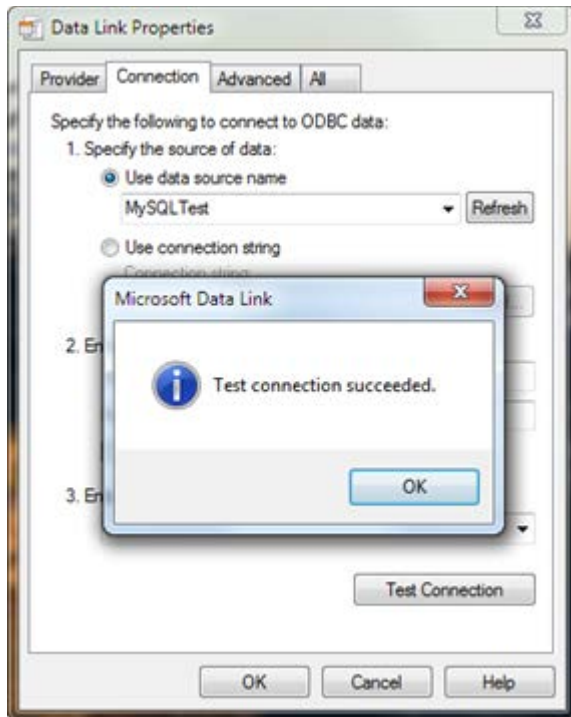 Data Link Properties
Provider Connection Advanced All
Specify the following to connect to ODBC data:
1. Specify the source of data:
Use data source name
MySQLTest Refresh
Use connection string
Connection string:
Microsoft Data Link
2. En
Test connection succeeded.
OK
3. En
Test Connection
OK Cancel Help